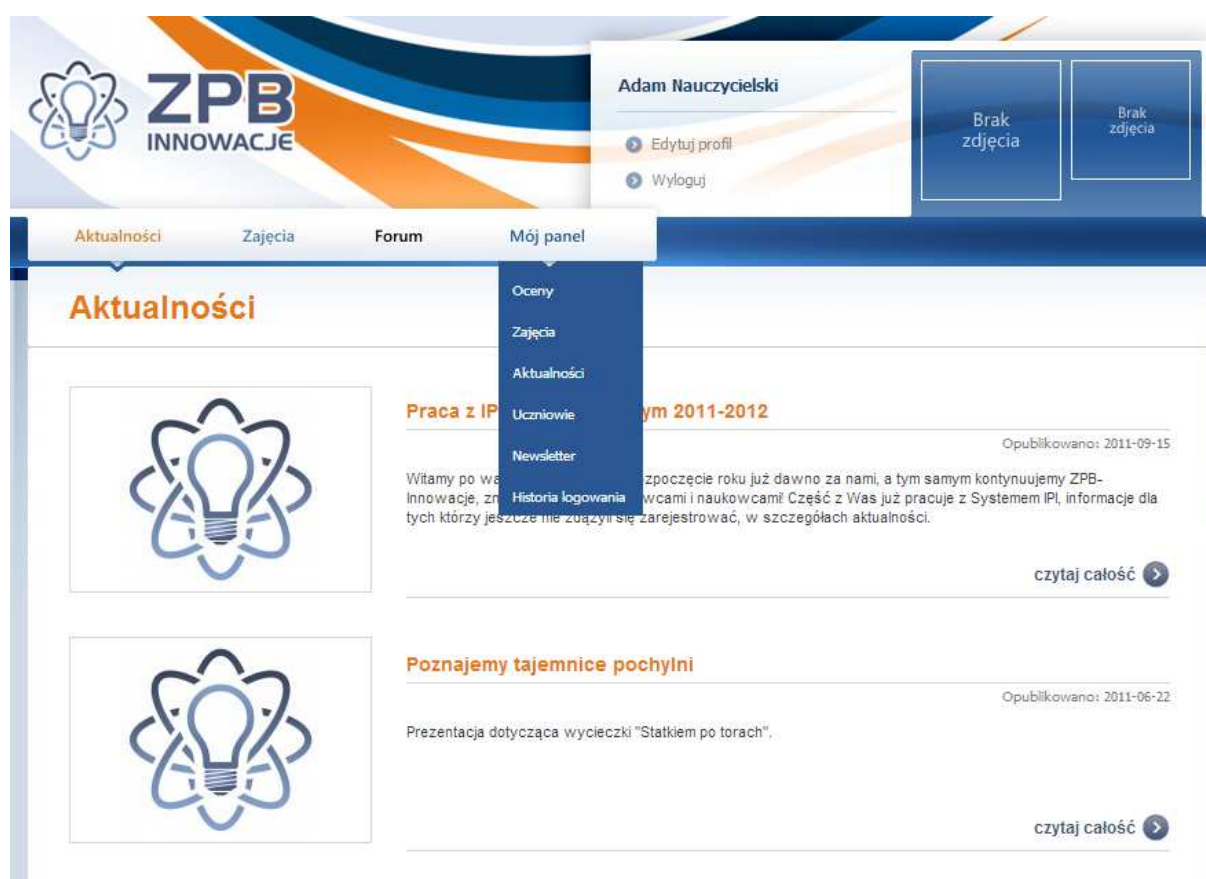 ZPB
INNOWACJE
Adam Nauczycielski
Edytuj profil
Wyloguj
Brak
zdjęcia
Brak
zdjęcia
Aktualności Zajęcia Forum Mój panel
Oceny
Zajęcia
Aktualności
Uczniowie
Newsletter
Historia logowania
Aktualności
Praca z ym 2011-2012
Opublikowano: 2011-09-15
Witamy po poczęcie roku już dawno za nami, a tym samym kontynuujemy ZPB-
Innowacje, wcami i naukowcami! Część z Was już pracuje z Systemem IPI, informacje dla
tych którzy jeszcze nie zdążyli się zarejestrować, w szczegółach aktualności.
czytaj całość
Poznajemy tajemnice pochylni
Opublikowano: 2011-06-22
Prezentacja dotycząca wycieczki "Statkiem po torach".
czytaj całość